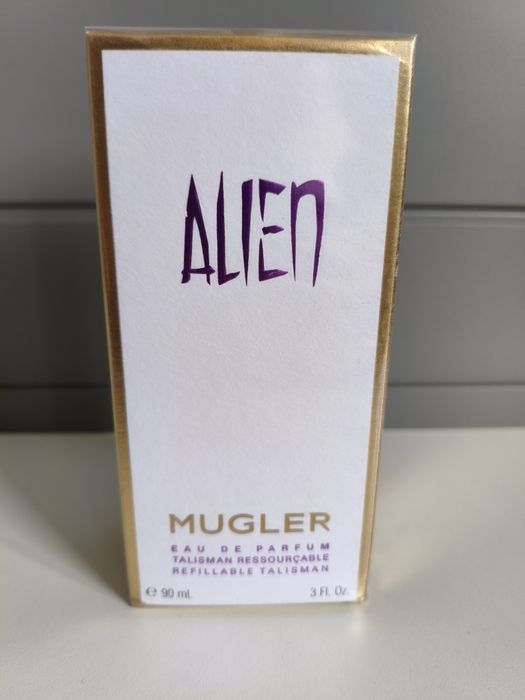 ALIEN
MUGLER
EAU DE PARFUM
TALISMAN RESSOURÇABLE
REFILLABLE TALISMAN
℮ 90 mL 3 Fl. Oz.